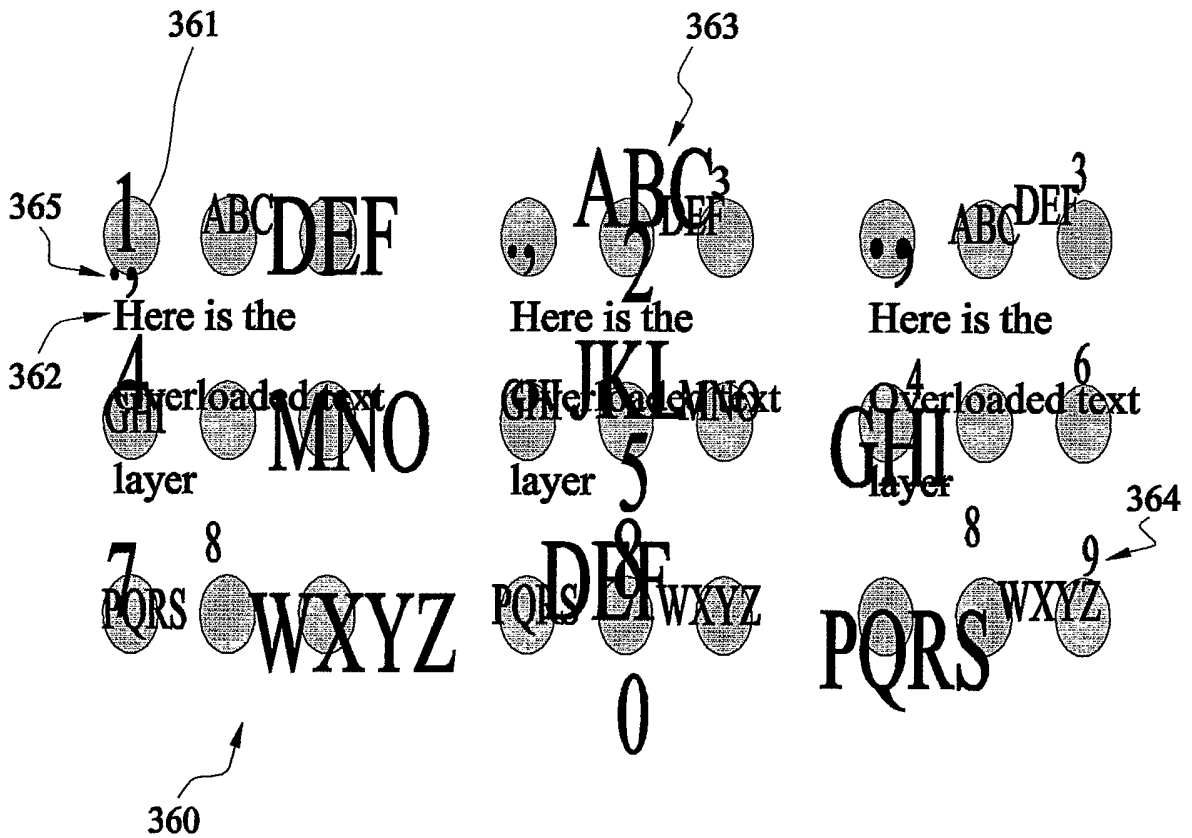 361 363
ABC
1 ABC DEF DEF 3 DEF 3
365 ABC
., 2 ., .,
362 Here is the Here is the Here is the
4 JKL 4 6
Overloaded text Overloaded text Overloaded text
GHI MNO GHI MNO GHI
layer 5 layer layer
364
7 8 8 8 9
PQRS WXYZ PQRS DEF WXYZ PQRS WXYZ
0
360